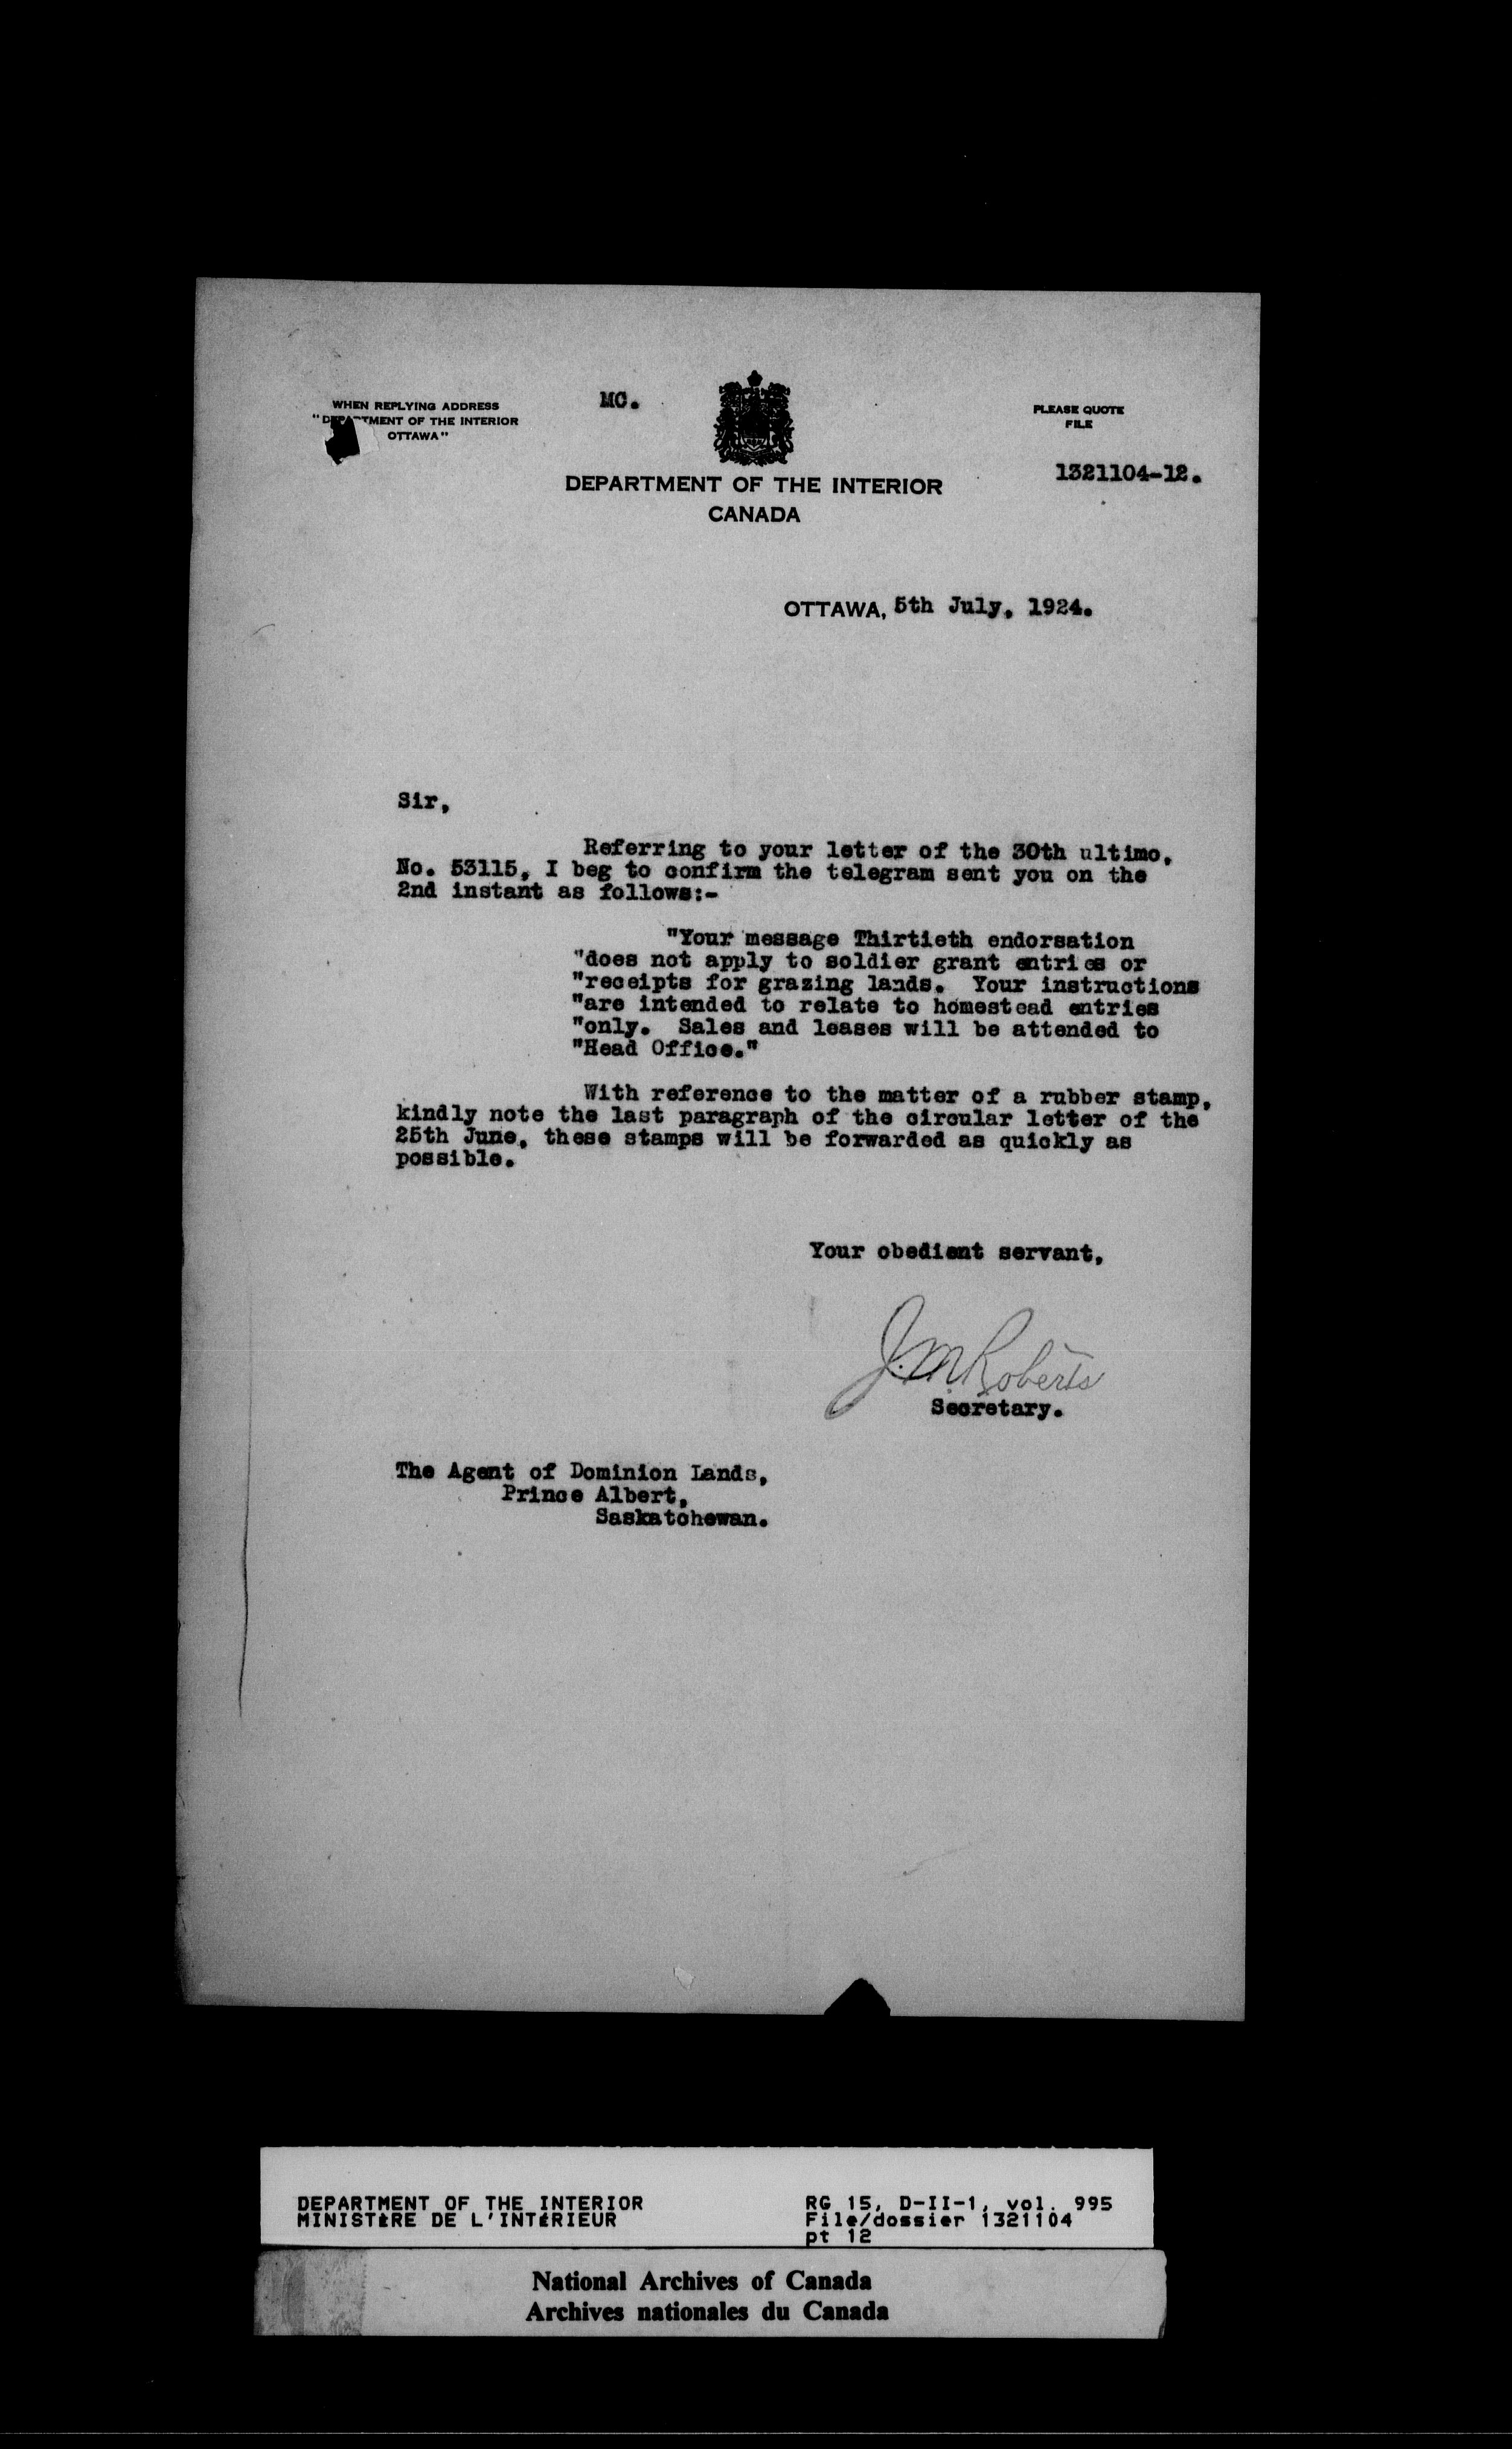 WHEN REPLYING ADDRESS
"DEPARTMENT OF THE INTERIOR
OTTAWA"
MC.
PLEASE QUOTE
FILE
1321104-12.
DEPARTMENT OF THE INTERIOR
CANADA
OTTAWA, 5th July, 1924.
Sir,
Referring to your letter of the 30th ultimo,
No. 53115, I beg to confirm the telegram sent you on the
2nd instant as follows:-
"Your message Thirtieth endorsation
"does not apply to soldier grant entries or
"receipts for grazing lands. Your instructions
"are intended to relate to homestead entries
"only. Sales and leases will be attended to
"Head Office."
With reference to the matter of a rubber stamp,
kindly note the last paragraph of the circular letter of the
25th June, these stamps will be forwarded as quickly as
possible.
Your obedient servant,
J. M. Roberts
Secretary.
The Agent of Dominion Lands,
Prince Albert,
Saskatchewan.
DEPARTMENT OF THE INTERIOR
MINISTÈRE DE L'INTÉRIEUR
RG 15, D-II-1, vol. 995
File/dossier 1321104
pt 12
National Archives of Canada
Archives nationales du Canada